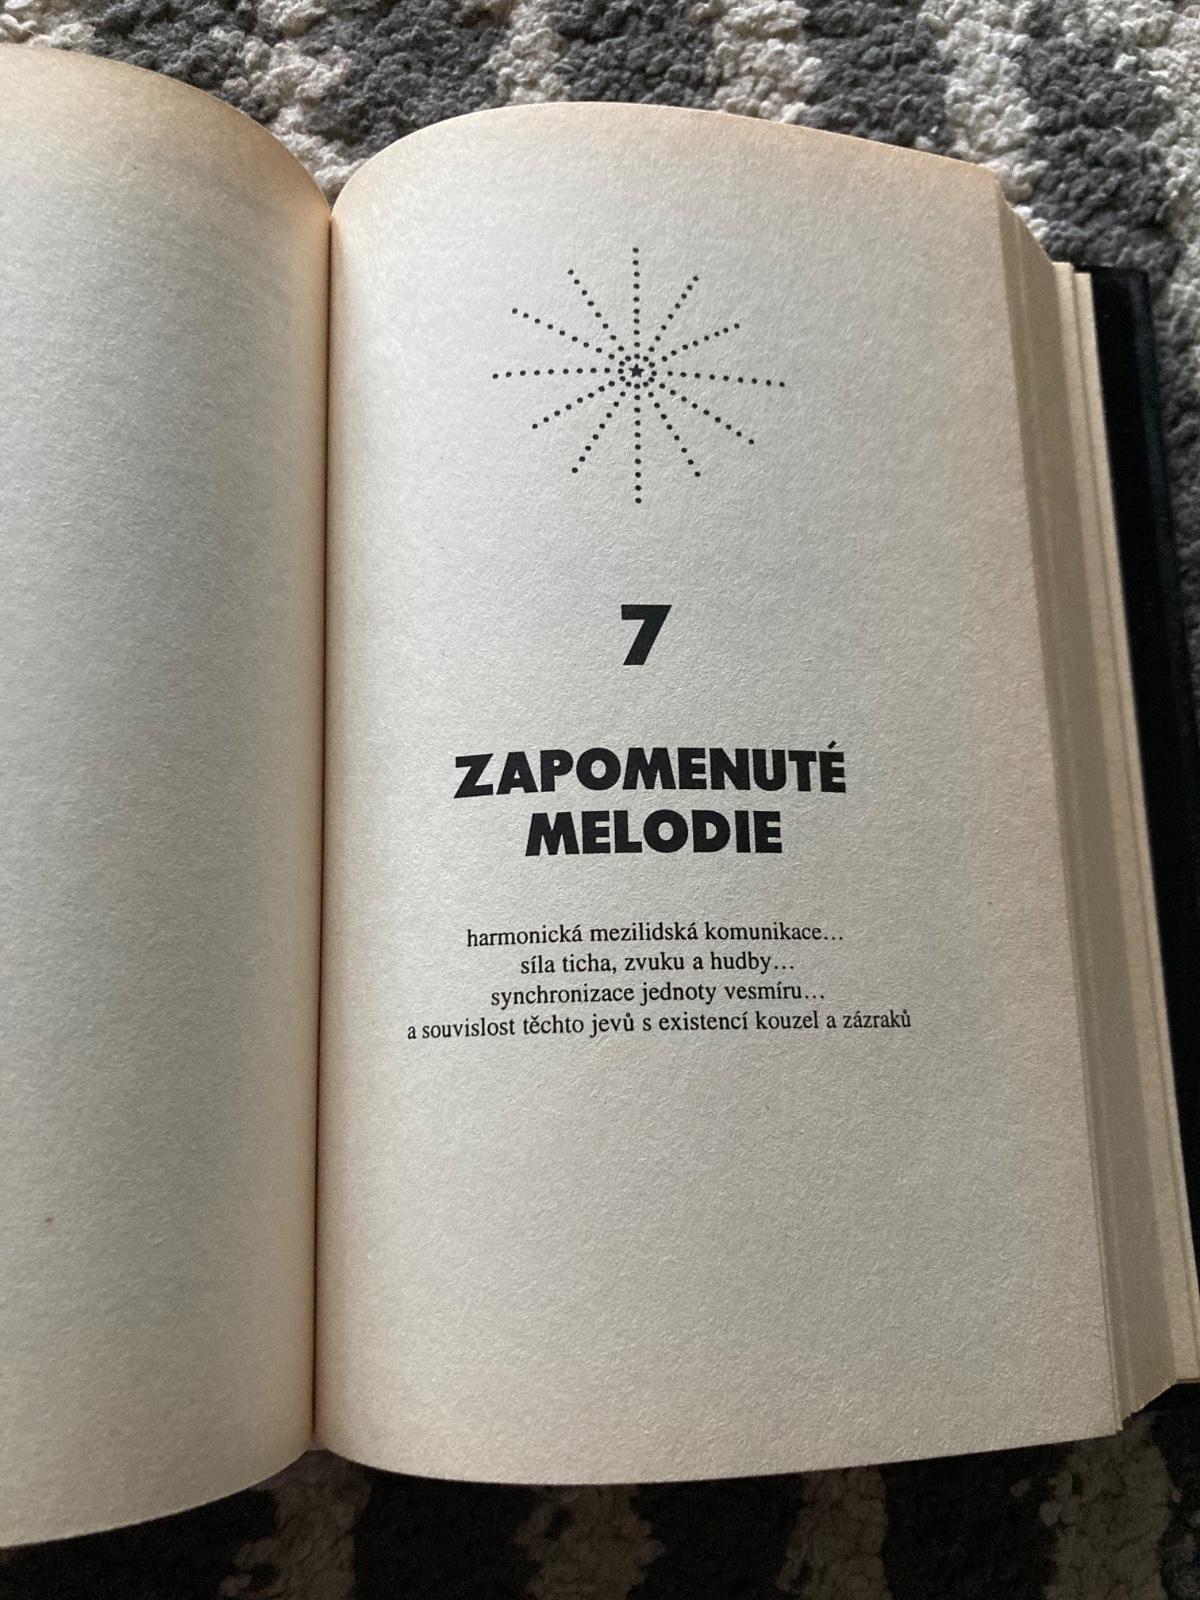 7
ZAPOMENUTÉ
MELODIE
harmonická mezilidská komunikace...
síla ticha, zvuku a hudby...
synchronizace jednoty vesmíru...
a souvislost těchto jevů s existencí kouzel a zázraků